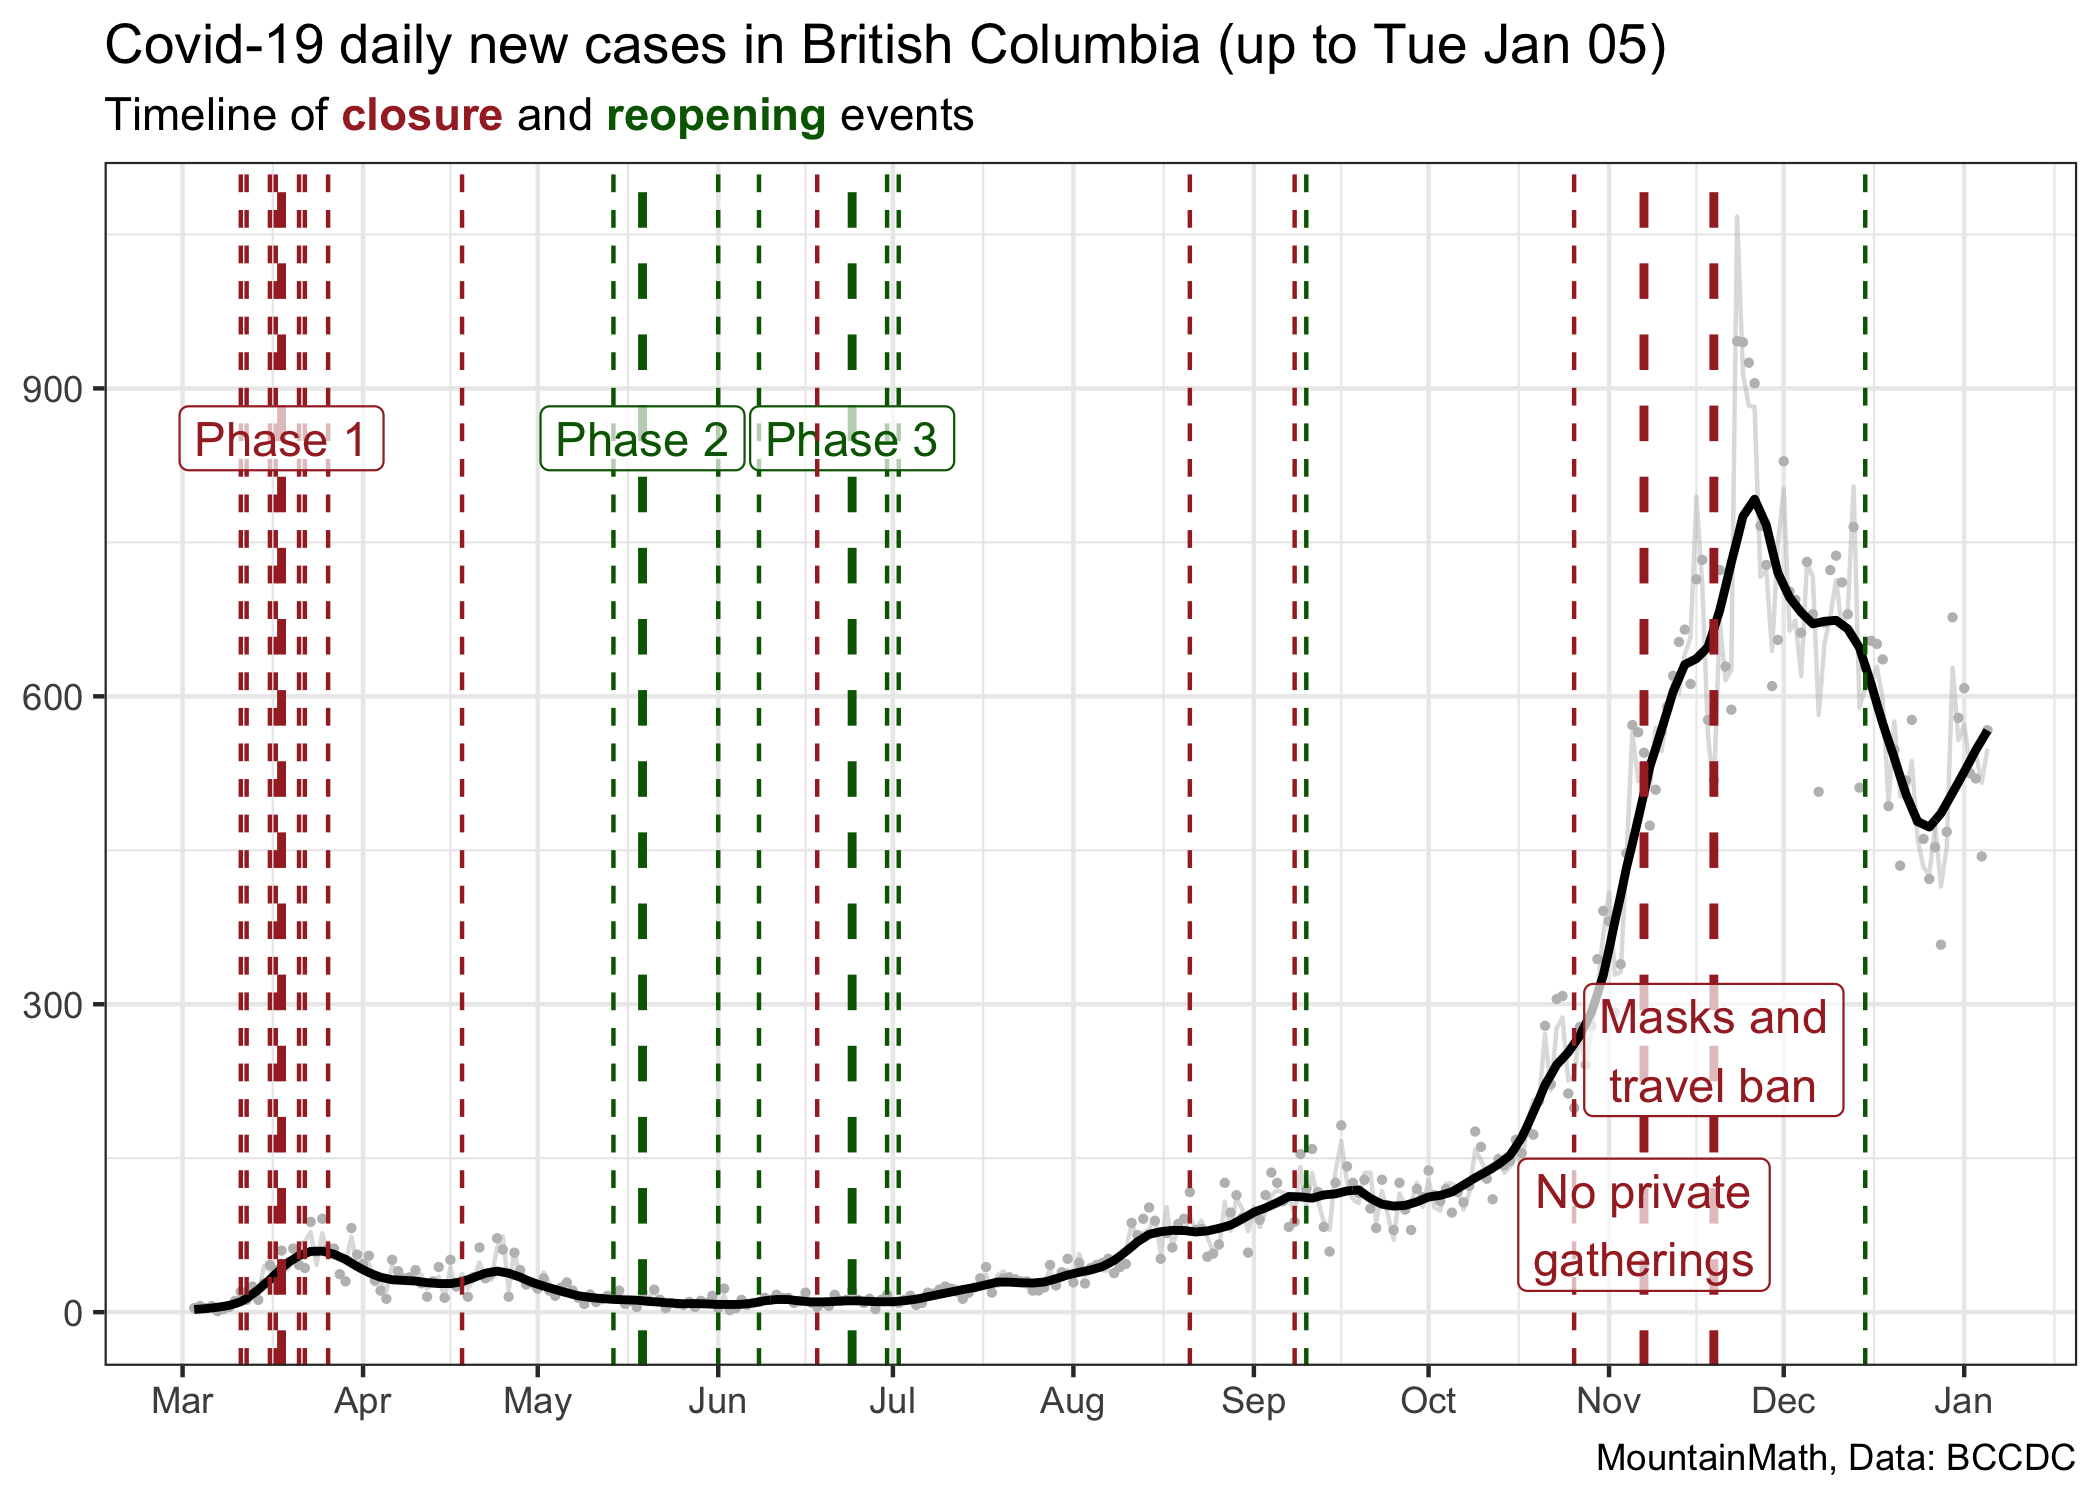 Covid-19 daily new cases in British Columbia (up to Tue Jan 05)
Timeline of closure and reopening events
900
600
300
0
Phase 1
Phase 2
Phase 3
Masks and
travel ban
No private
gatherings
Mar
Apr
May
Jun
Jul
Aug
Sep
Oct
Nov
Dec
Jan
MountainMath, Data: BCCDC